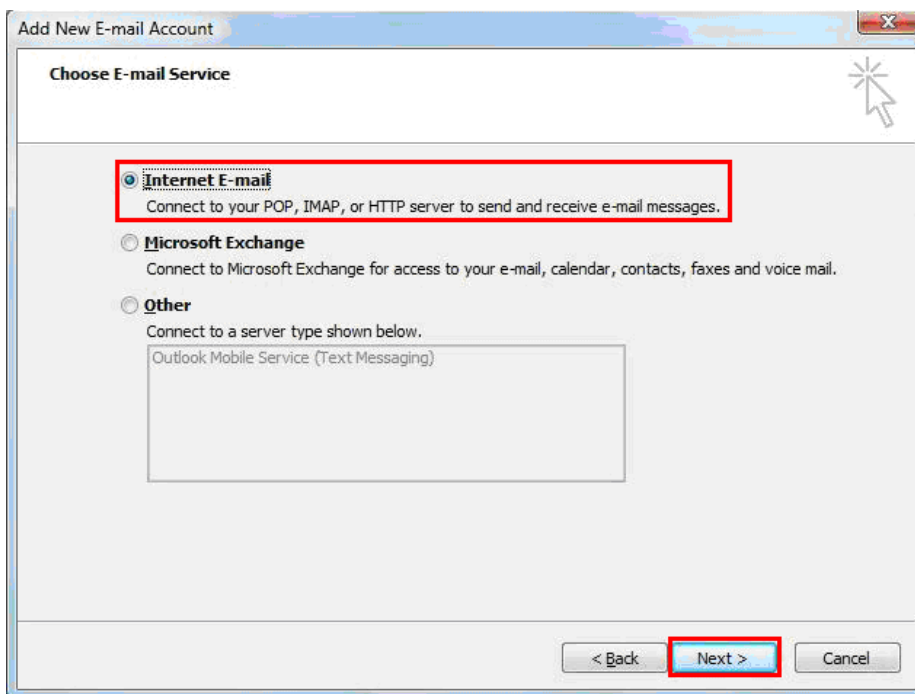 Add New E-mail Account
Choose E-mail Service
Internet E-mail
Connect to your POP, IMAP, or HTTP server to send and receive e-mail messages.
Microsoft Exchange
Connect to Microsoft Exchange for access to your e-mail, calendar, contacts, faxes and voice mail.
Other
Connect to a server type shown below.
Outlook Mobile Service (Text Messaging)
< Back Next > Cancel